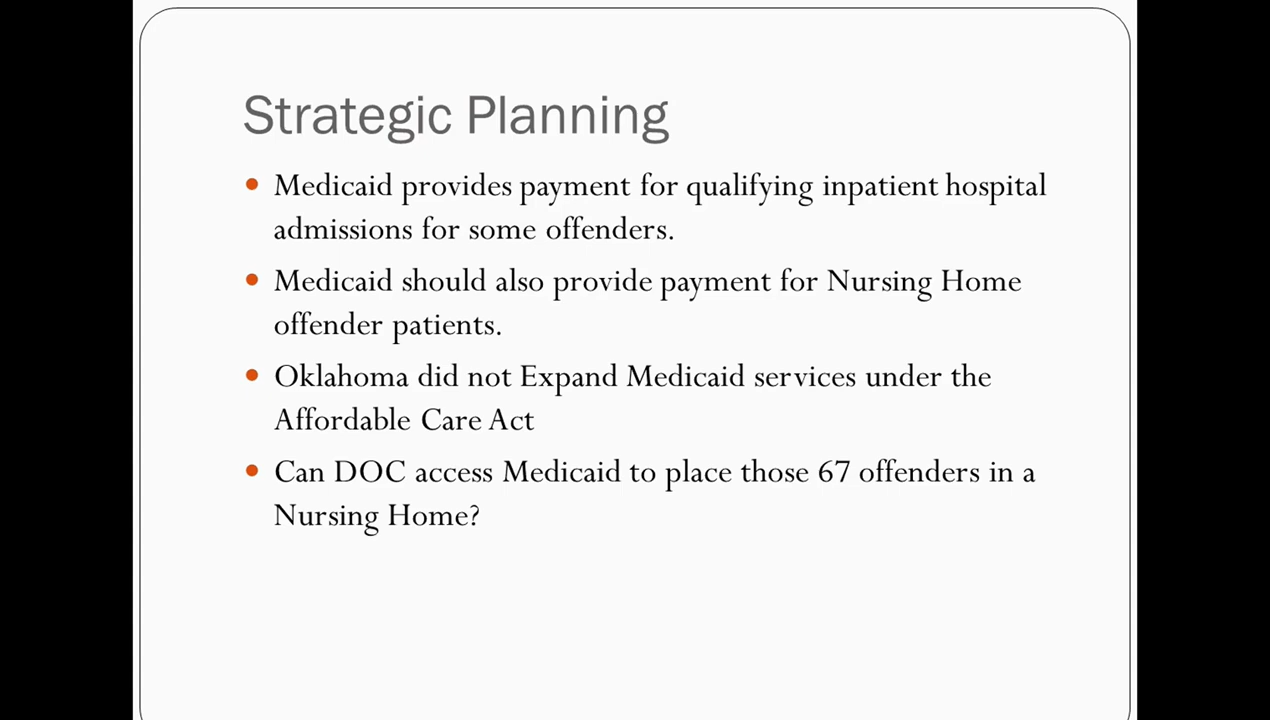 Strategic Planning
Medicaid provides payment for qualifying inpatient hospital
admissions for some offenders.
Medicaid should also provide payment for Nursing Home
offender patients.
Oklahoma did not Expand Medicaid services under the
Affordable Care Act
Can DOC access Medicaid to place those 67 offenders in a
Nursing Home?